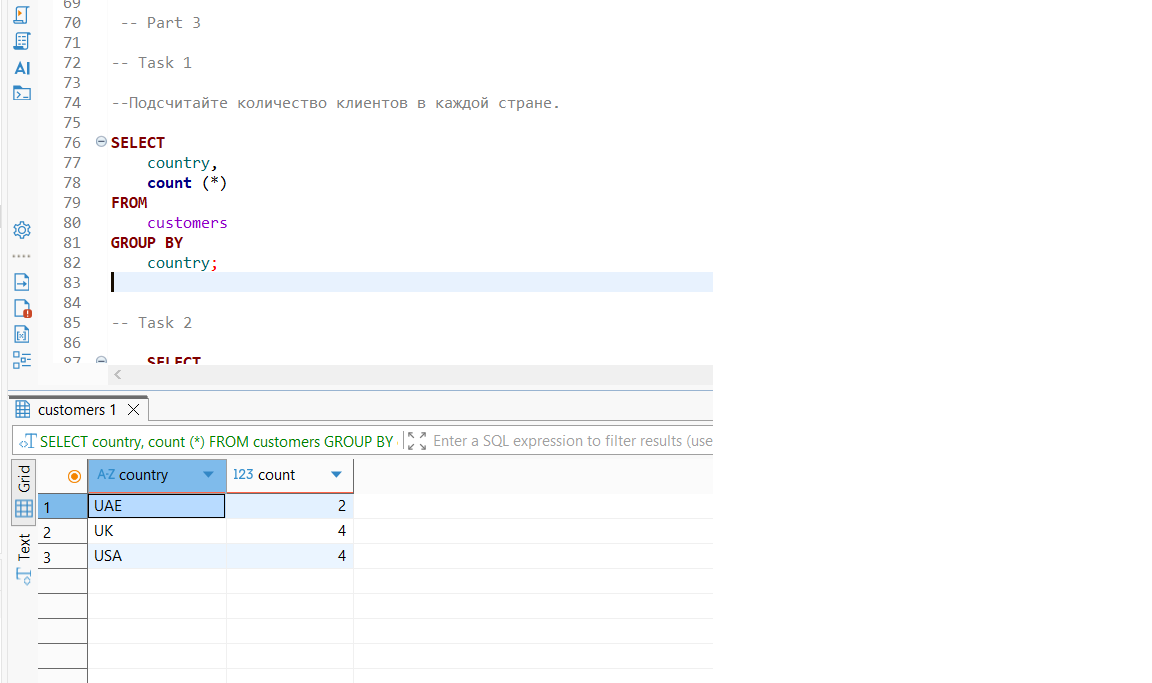 69
70 -- Part 3
71
72 -- Task 1
73
74 --Подсчитайте количество клиентов в каждой стране.
75
76 SELECT
77 country,
78 count (*)
79 FROM
80 customers
81 GROUP BY
82 country;
83
84
85 -- Task 2
86
87 SELECT
AI
customers 1
SELECT country, count (*) FROM customers GROUP BY
Enter a SQL expression to filter results (use
Grid
Text
A-Z country 123 count
1 UAE 2
2 UK 4
3 USA 4